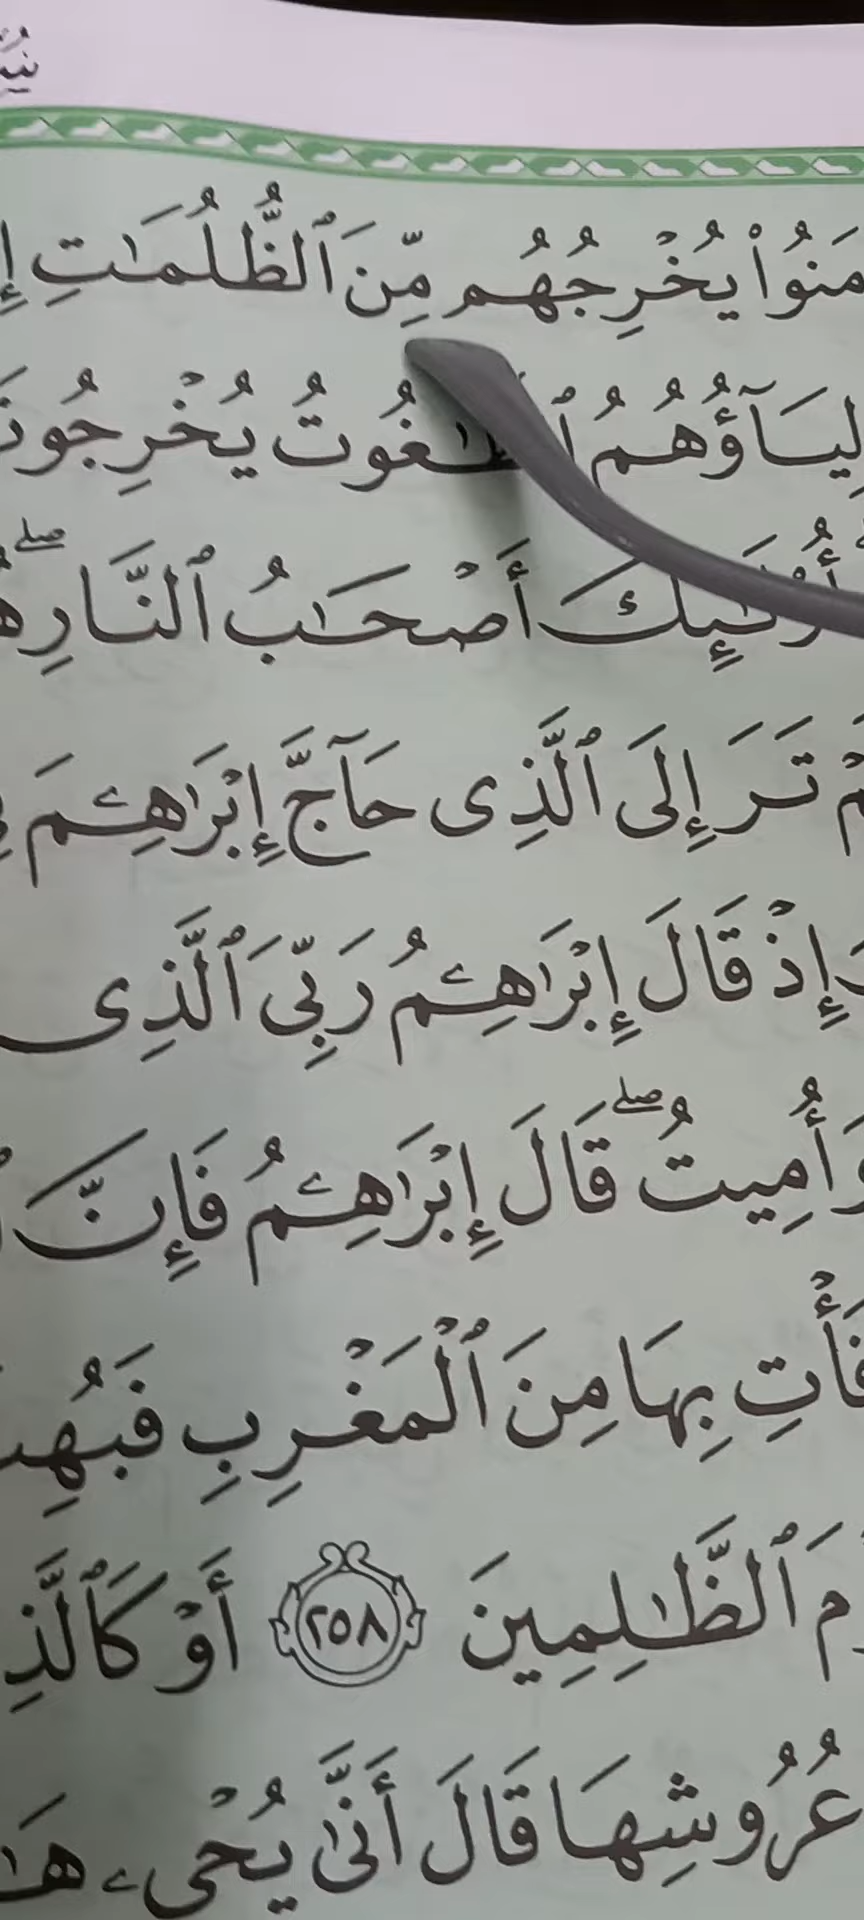 مَنُوا۟ يُخْرِجُهُم مِّنَ ٱلظُّلُمَـٰتِ
لِيَآؤُهُمُ ٱلطَّـٰغُوتُ يُخْرِجُونَ
أُو۟لَـٰٓئِكَ أَصْحَـٰبُ ٱلنَّارِ ۖ
مْ تَرَ إِلَى ٱلَّذِى حَآجَّ إِبْرَٰهِـۧمَ
إِذْ قَالَ إِبْرَٰهِـۧمُ رَبِّىَ ٱلَّذِى
وَأُمِيتُ ۖ قَالَ إِبْرَٰهِـۧمُ فَإِنَّ
فَأْتِ بِهَا مِنَ ٱلْمَغْرِبِ فَبُهِتَ
مَ ٱلظَّـٰلِمِينَ ٢٥٨ أَوْ كَٱلَّذِ
عُرُوشِهَا قَالَ أَنَّىٰ يُحْىِۦ هَـٰ